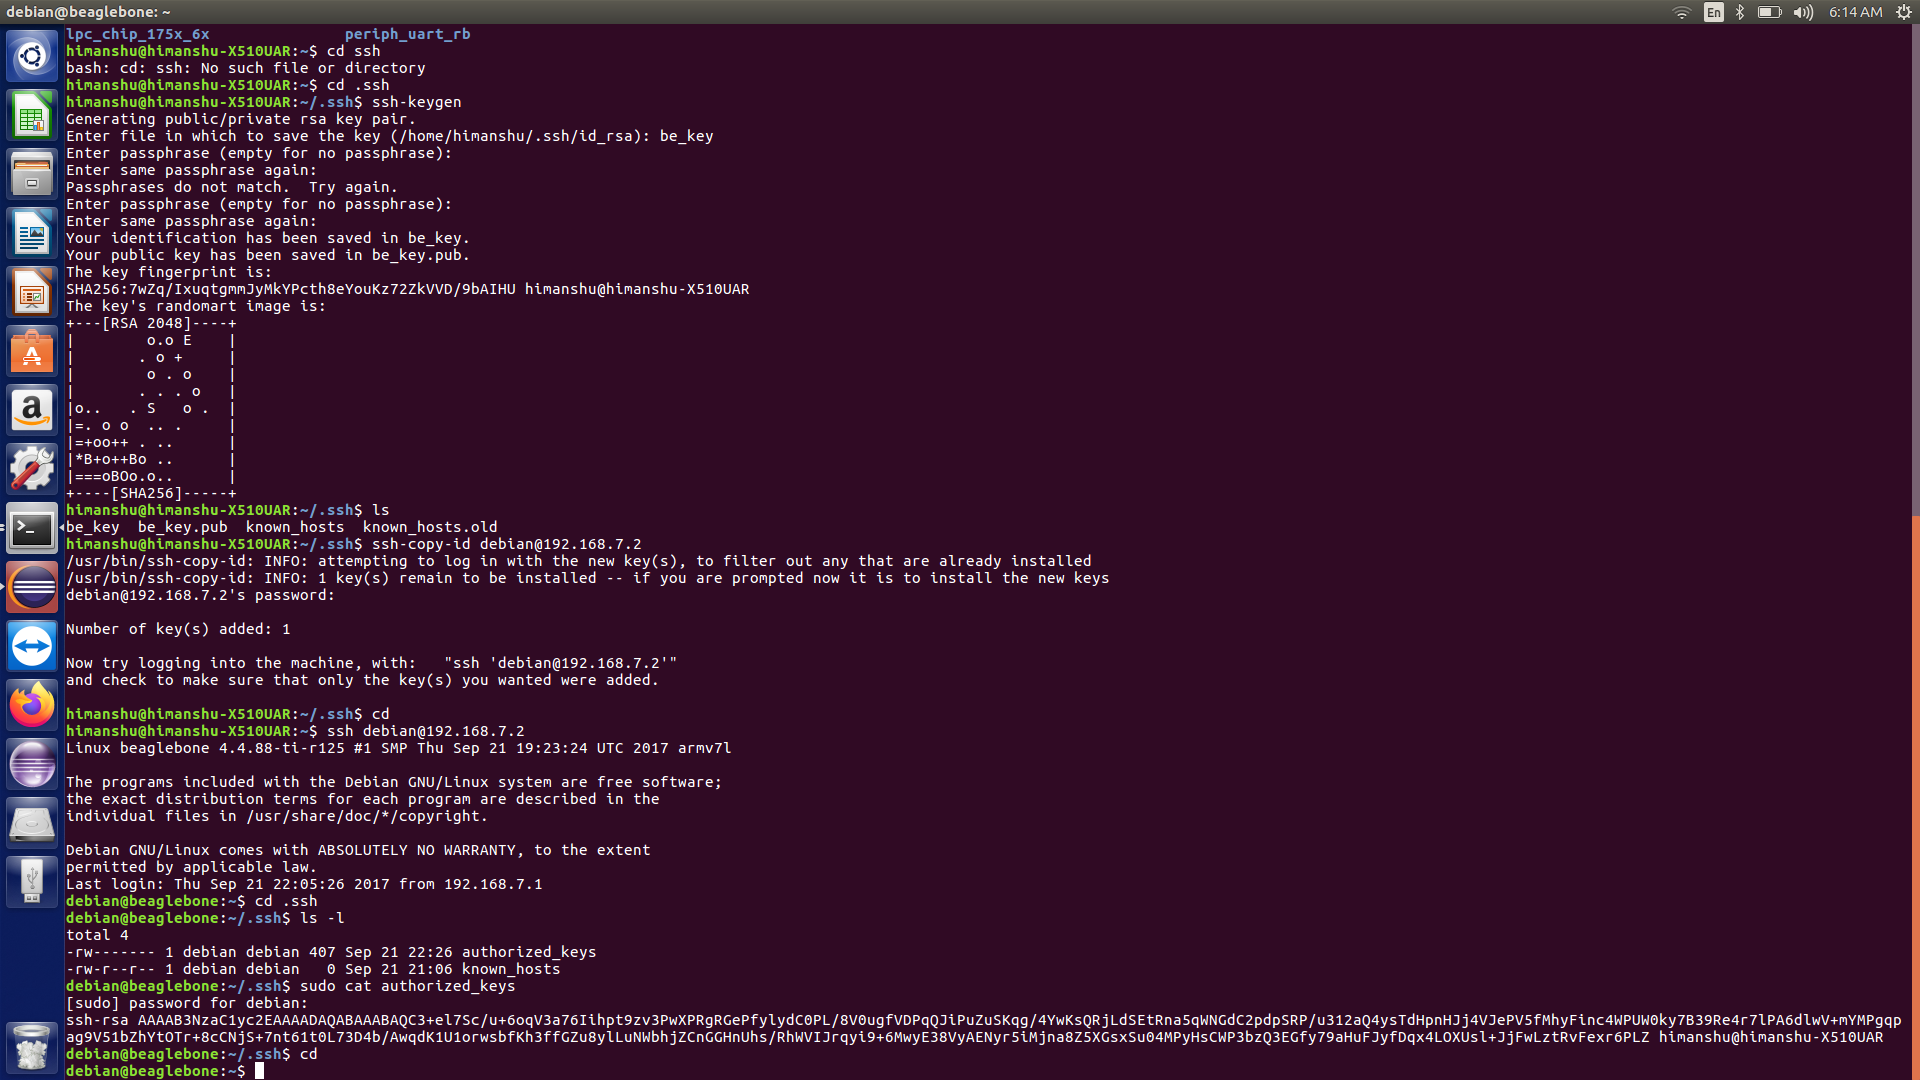 debian@beaglebone: ~
En
6:14 AM
lpc_chip_175x_6x               periph_uart_rb
himanshu@himanshu-X510UAR:~$ cd ssh
bash: cd: ssh: No such file or directory
himanshu@himanshu-X510UAR:~$ cd .ssh
himanshu@himanshu-X510UAR:~/.ssh$ ssh-keygen
Generating public/private rsa key pair.
Enter file in which to save the key (/home/himanshu/.ssh/id_rsa): be_key
Enter passphrase (empty for no passphrase):
Enter same passphrase again:
Passphrases do not match.  Try again.
Enter passphrase (empty for no passphrase):
Enter same passphrase again:
Your identification has been saved in be_key.
Your public key has been saved in be_key.pub.
The key fingerprint is:
SHA256:7wZq/IxuqtgmmJyMkYPcth8eYouKz72ZkVVD/9bAIHU himanshu@himanshu-X510UAR
The key's randomart image is:
+---[RSA 2048]----+
|        o.o E    |
|       . o +     |
|        o . o    |
|       . . . o   |
|o..   . S   o .  |
|=. o o  .. .     |
|=+oo++ . ..      |
|*B+o++Bo ..      |
|===oBOo.o..      |
+----[SHA256]-----+
himanshu@himanshu-X510UAR:~/.ssh$ ls
be_key  be_key.pub  known_hosts  known_hosts.old
himanshu@himanshu-X510UAR:~/.ssh$ ssh-copy-id debian@192.168.7.2
/usr/bin/ssh-copy-id: INFO: attempting to log in with the new key(s), to filter out any that are already installed
/usr/bin/ssh-copy-id: INFO: 1 key(s) remain to be installed -- if you are prompted now it is to install the new keys
debian@192.168.7.2's password:
Number of key(s) added: 1
Now try logging into the machine, with:   "ssh 'debian@192.168.7.2'"
and check to make sure that only the key(s) you wanted were added.
himanshu@himanshu-X510UAR:~/.ssh$ cd
himanshu@himanshu-X510UAR:~$ ssh debian@192.168.7.2
Linux beaglebone 4.4.88-ti-r125 #1 SMP Thu Sep 21 19:23:24 UTC 2017 armv7l
The programs included with the Debian GNU/Linux system are free software;
the exact distribution terms for each program are described in the
individual files in /usr/share/doc/*/copyright.
Debian GNU/Linux comes with ABSOLUTELY NO WARRANTY, to the extent
permitted by applicable law.
Last login: Thu Sep 21 22:05:26 2017 from 192.168.7.1
debian@beaglebone:~$ cd .ssh
debian@beaglebone:~/.ssh$ ls -l
total 4
-rw------- 1 debian debian 407 Sep 21 22:26 authorized_keys
-rw-r--r-- 1 debian debian   0 Sep 21 21:06 known_hosts
debian@beaglebone:~/.ssh$ sudo cat authorized_keys
[sudo] password for debian:
ssh-rsa AAAAB3NzaC1yc2EAAAADAQABAAABAQC3+el7Sc/u+6oqV3a76Iihpt9zv3PwXPRgRGePfylydC0PL/8V0ugfVDPqQJiPuZuSKqg/4YwKsQRjLdSEtRna5qWNGdC2pdpSRP/u312aQ4ysTdHpnHJj4VJePV5fMhyFinc4WPUW0ky7B39Re4r7lPA6dlwV+mYMPgqp
ag9V51bZhYtOTr+8cCNjS+7nt61t0L73D4b/AwqdK1U1orwsbfKh3ffGZu8ylLuNWbhjZCnGGHnUhs/RhWVIJrqyi9+6MwyE38VyAENyr5iMjna8Z5XGsxSu04MPyHsCWP3bzQ3EGfy79aHuFJyfDqx4LOXUsl+JjFwLztRvFexr6PLZ himanshu@himanshu-X510UAR
debian@beaglebone:~/.ssh$ cd
debian@beaglebone:~$